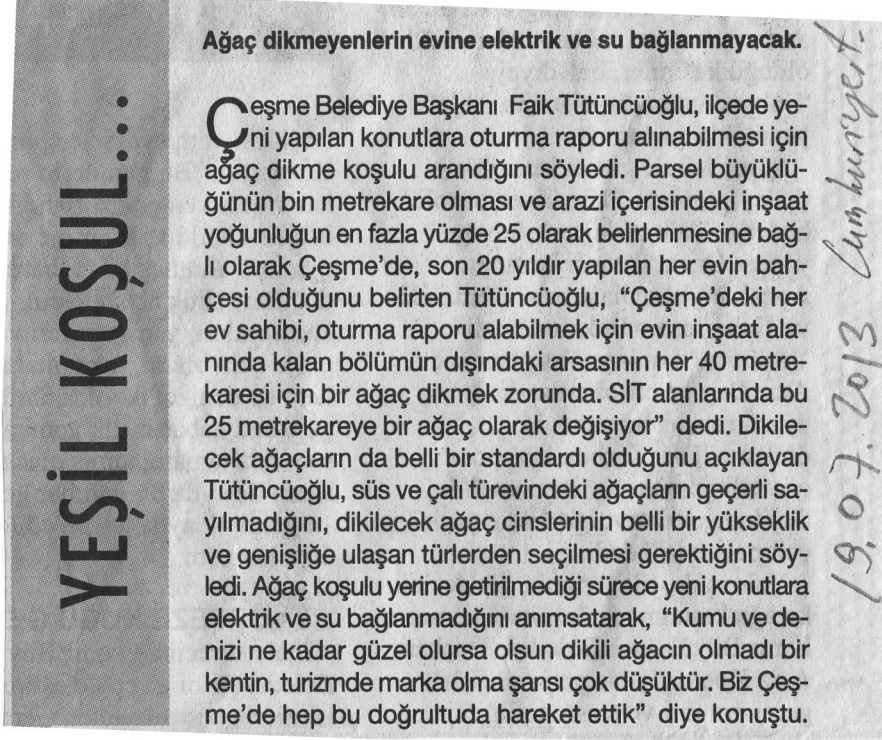 YEŞİL KOŞUL...
Ağaç dikmeyenlerin evine elektrik ve su bağlanmayacak.
Çeşme Belediye Başkanı Faik Tütüncüoğlu, ilçede ye-
ni yapılan konutlara oturma raporu alınabilmesi için
ağaç dikme koşulu arandığını söyledi. Parsel büyüklü-
ğünün bin metrekare olması ve arazi içerisindeki inşaat
yoğunluğun en fazla yüzde 25 olarak belirlenmesine bağ-
lı olarak Çeşme'de, son 20 yıldır yapılan her evin bah-
çesi olduğunu belirten Tütüncüoğlu, “Çeşme'deki her
ev sahibi, oturma raporu alabilmek için evin inşaat ala-
nında kalan bölümün dışındaki arsasının her 40 metre-
karesi için bir ağaç dikmek zorunda. SİT alanlarında bu
25 metrekareye bir ağaç olarak değişiyor” dedi. Dikile-
cek ağaçların da belli bir standardı olduğunu açıklayan
Tütüncüoğlu, süs ve çalı türevindeki ağaçların geçerli sa-
yılmadığını, dikilecek ağaç cinslerinin belli bir yükseklik
ve genişliğe ulaşan türlerden seçilmesi gerektiğini söy-
ledi. Ağaç koşulu yerine getirilmediği sürece yeni konutlara
elektrik ve su bağlanmadığını anımsatarak, “Kumu ve de-
nizi ne kadar güzel olursa olsun dikili ağacın olmadı bir
kentin, turizmde marka olma şansı çok düşüktür. Biz Çeş-
me'de hep bu doğrultuda hareket ettik” diye konuştu.
19.07.2013 Cumhuriyet.